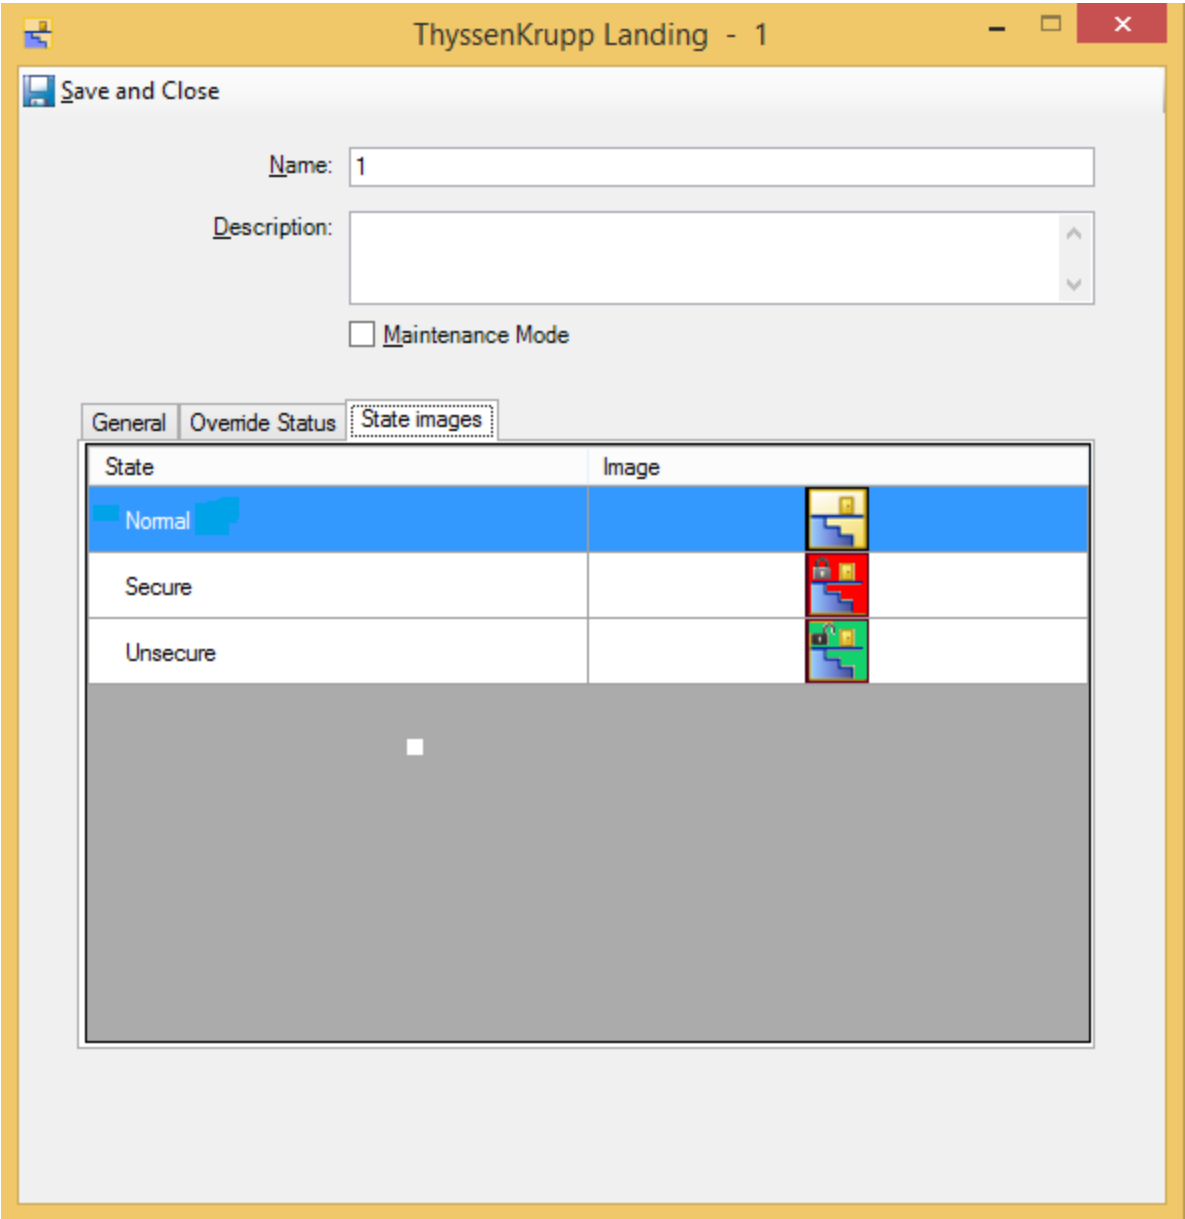 ThyssenKrupp Landing - 1
Save and Close
Name: 1
Description:
Maintenance Mode
General Override Status State images
State Image
Normal
Secure
Unsecure